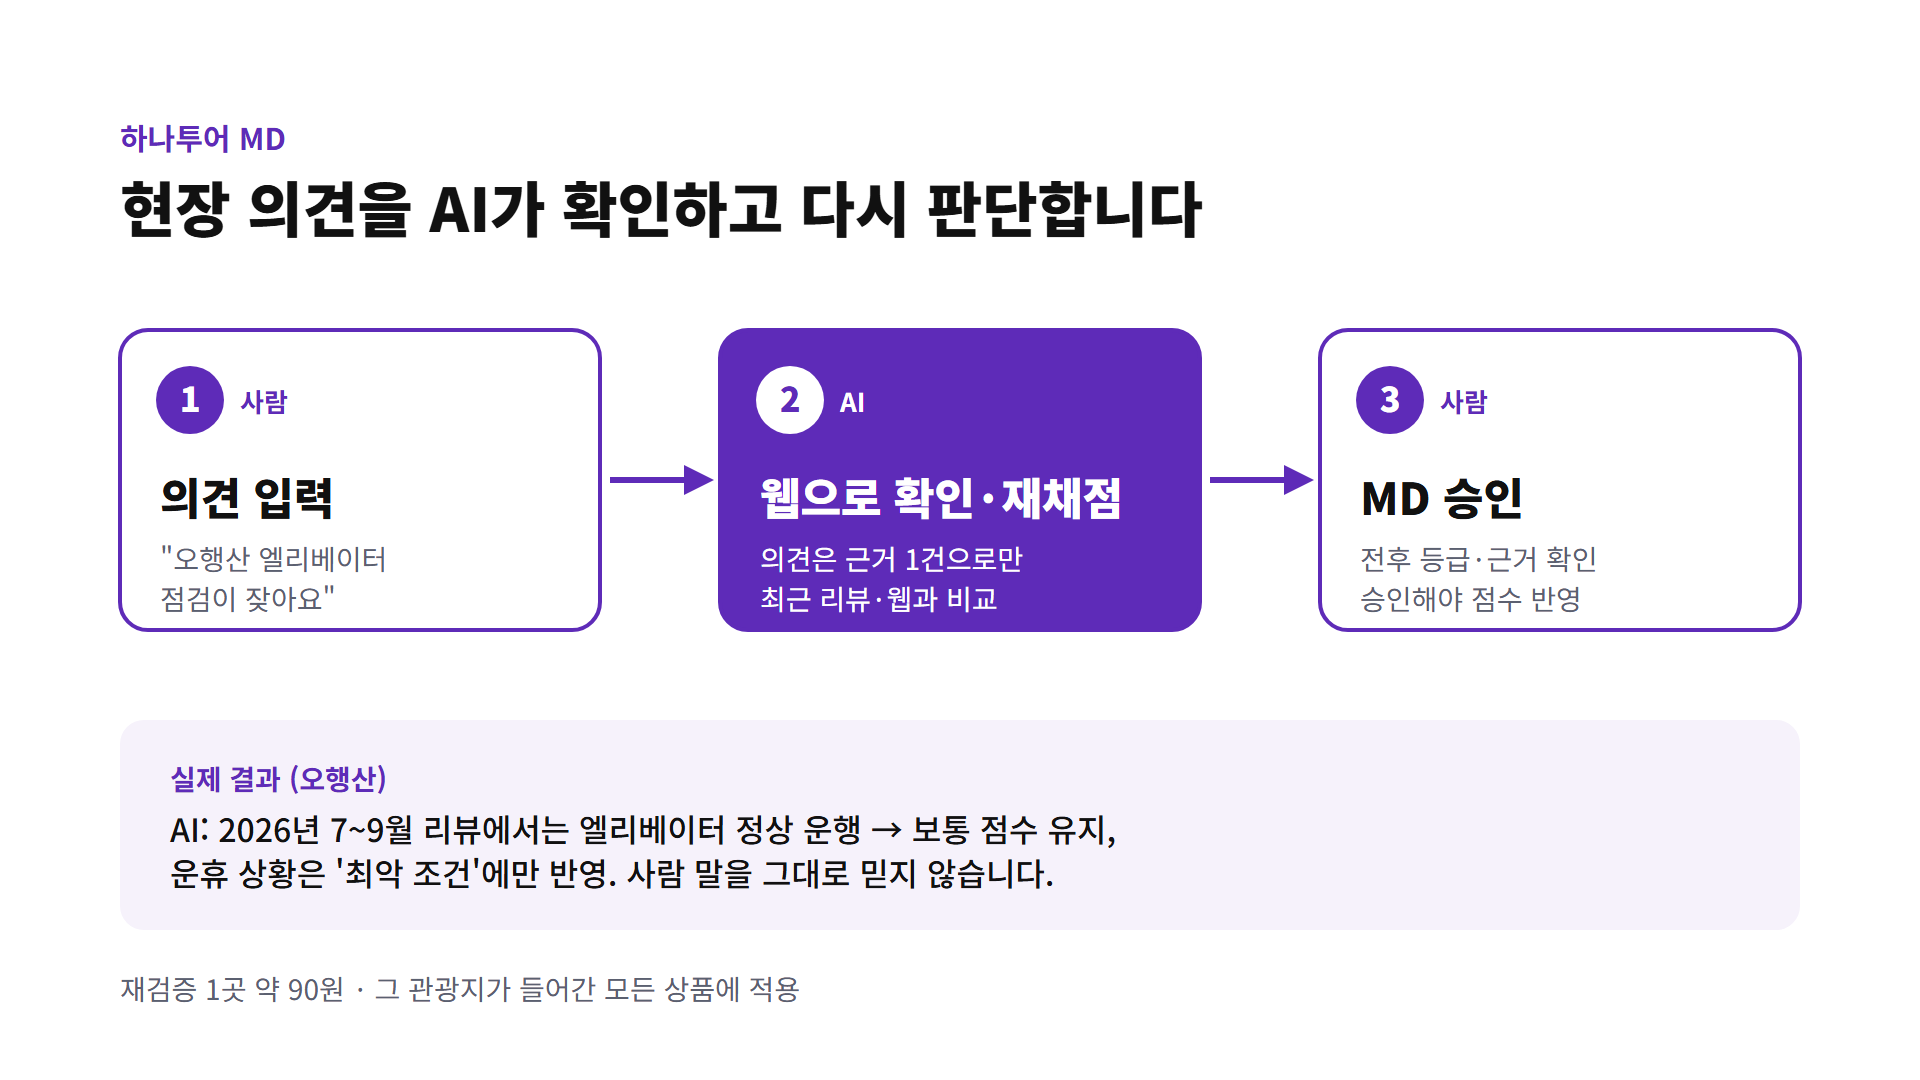 하나투어 MD
현장 의견을 AI가 확인하고 다시 판단합니다
1 사람
의견 입력
"오행산 엘리베이터
점검이 잦아요"
2 AI
웹으로 확인·재채점
의견은 근거 1건으로만
최근 리뷰·웹과 비교
3 사람
MD 승인
전후 등급·근거 확인
승인해야 점수 반영
실제 결과 (오행산)
AI: 2026년 7~9월 리뷰에서는 엘리베이터 정상 운행 → 보통 점수 유지,
운휴 상황은 '최악 조건'에만 반영. 사람 말을 그대로 믿지 않습니다.
재검증 1곳 약 90원 · 그 관광지가 들어간 모든 상품에 적용